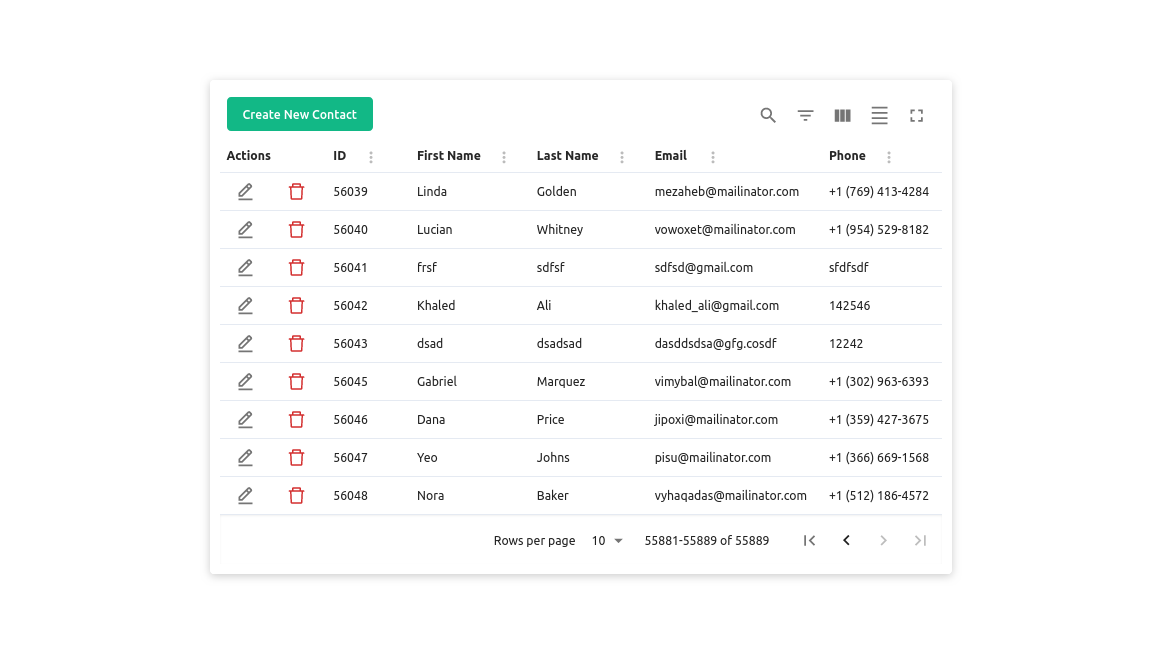 Create New Contact
Actions ID First Name Last Name Email Phone
56039 Linda Golden mezaheb@mailinator.com +1 (769) 413-4284
56040 Lucian Whitney vowoxet@mailinator.com +1 (954) 529-8182
56041 frsf sdfsf sdfsd@gmail.com sfdfsdf
56042 Khaled Ali khaled_ali@gmail.com 142546
56043 dsad dsadsad dasddsdsa@gfg.cosdf 12242
56045 Gabriel Marquez vimybal@mailinator.com +1 (302) 963-6393
56046 Dana Price jipoxi@mailinator.com +1 (359) 427-3675
56047 Yeo Johns pisu@mailinator.com +1 (366) 669-1568
56048 Nora Baker vyhaqadas@mailinator.com +1 (512) 186-4572
Rows per page 10 55881-55889 of 55889